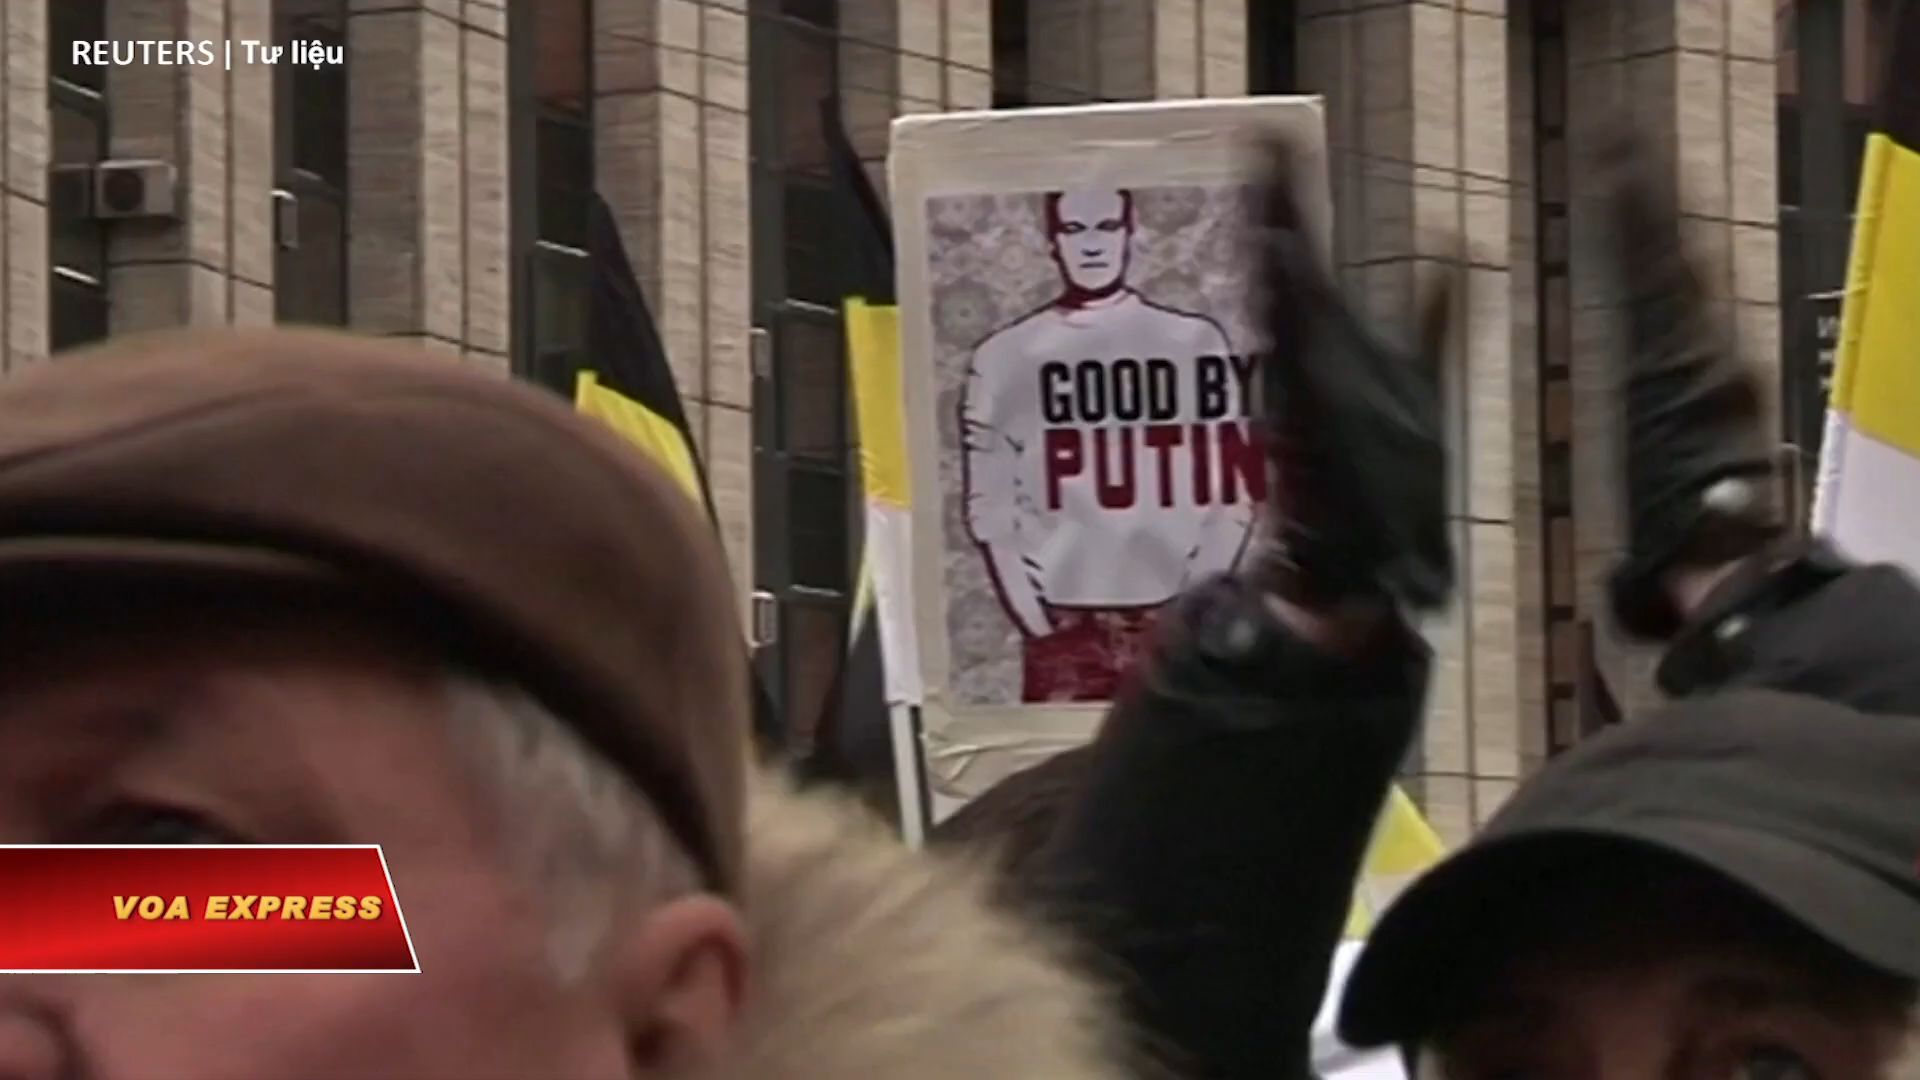 REUTERS | Tư liệu
GOOD BY
PUTIN
VOA EXPRESS